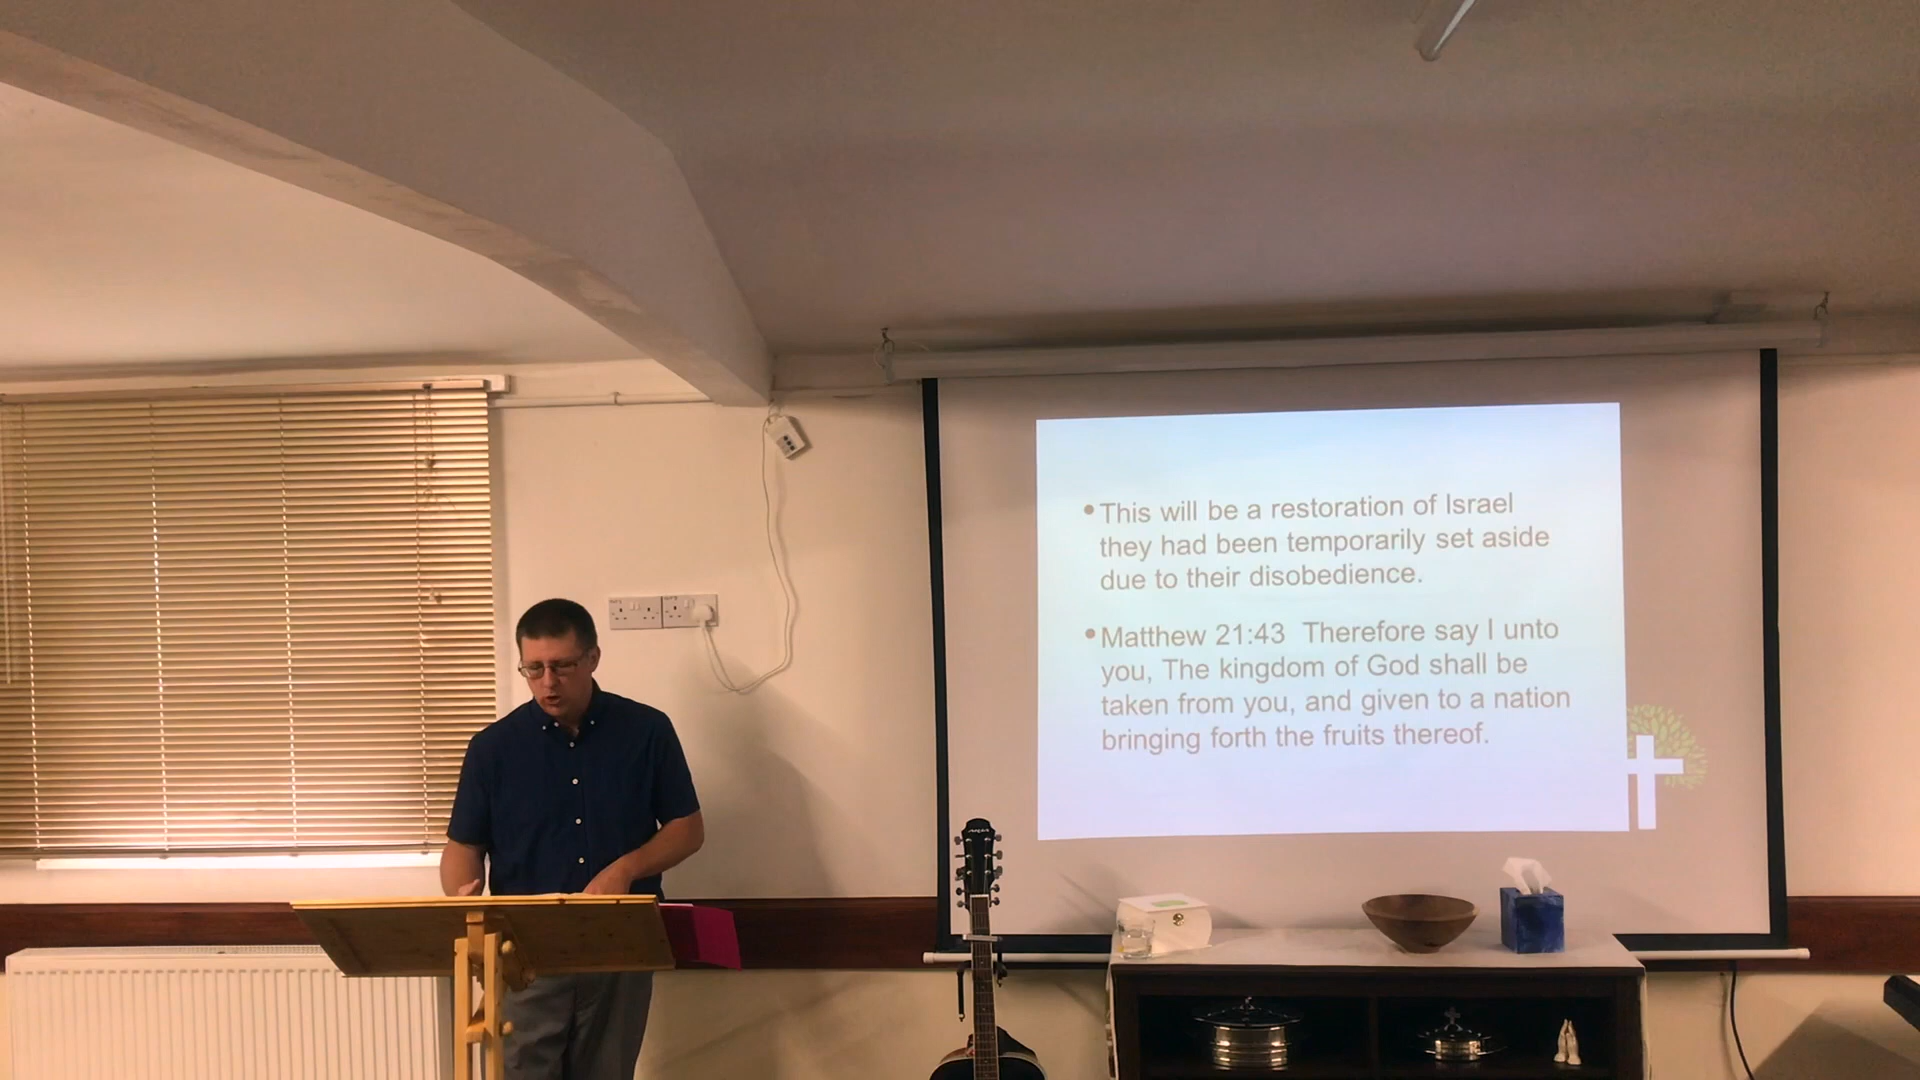 • This will be a restoration of Israel
they had been temporarily set aside
due to their disobedience.
• Matthew 21:43 Therefore say I unto
you, The kingdom of God shall be
taken from you, and given to a nation
bringing forth the fruits thereof.